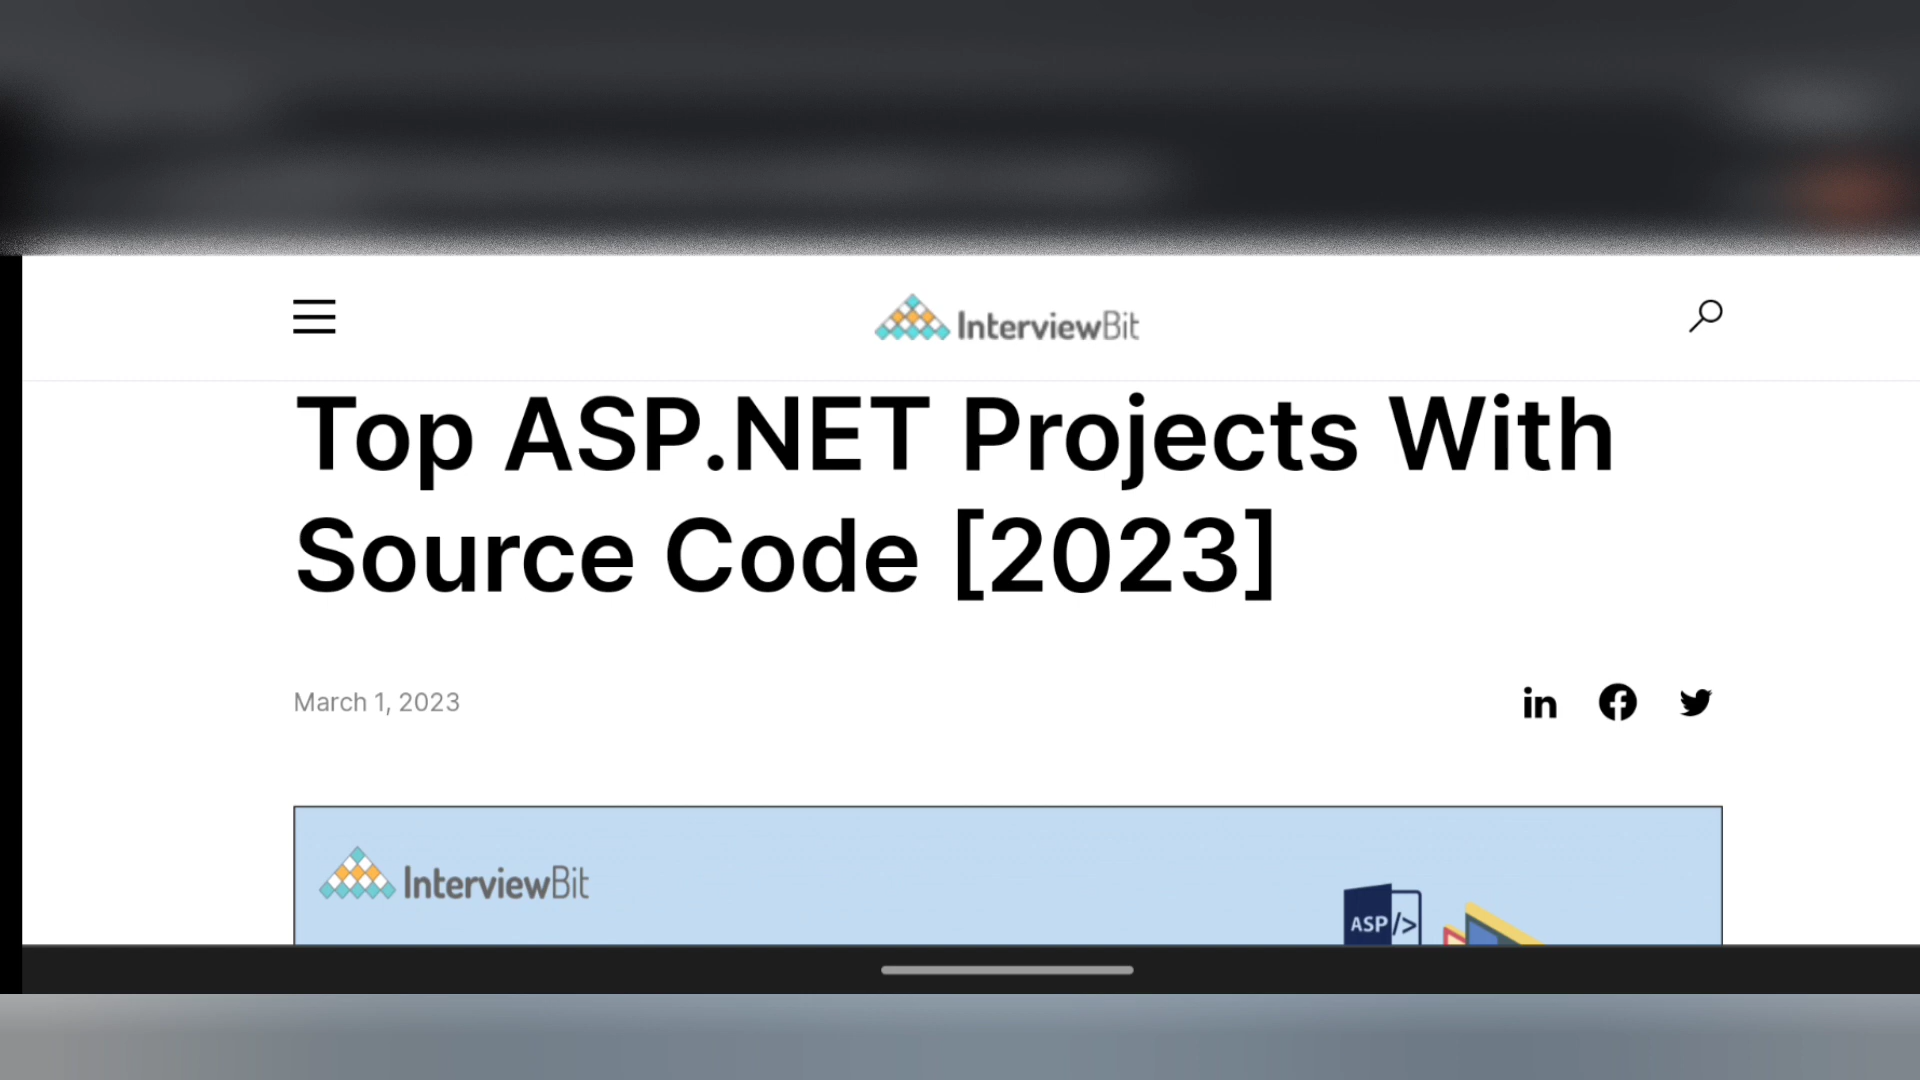 InterviewBit
Top ASP.NET Projects With
Source Code [2023]
March 1, 2023
in
InterviewBit
ASP </>